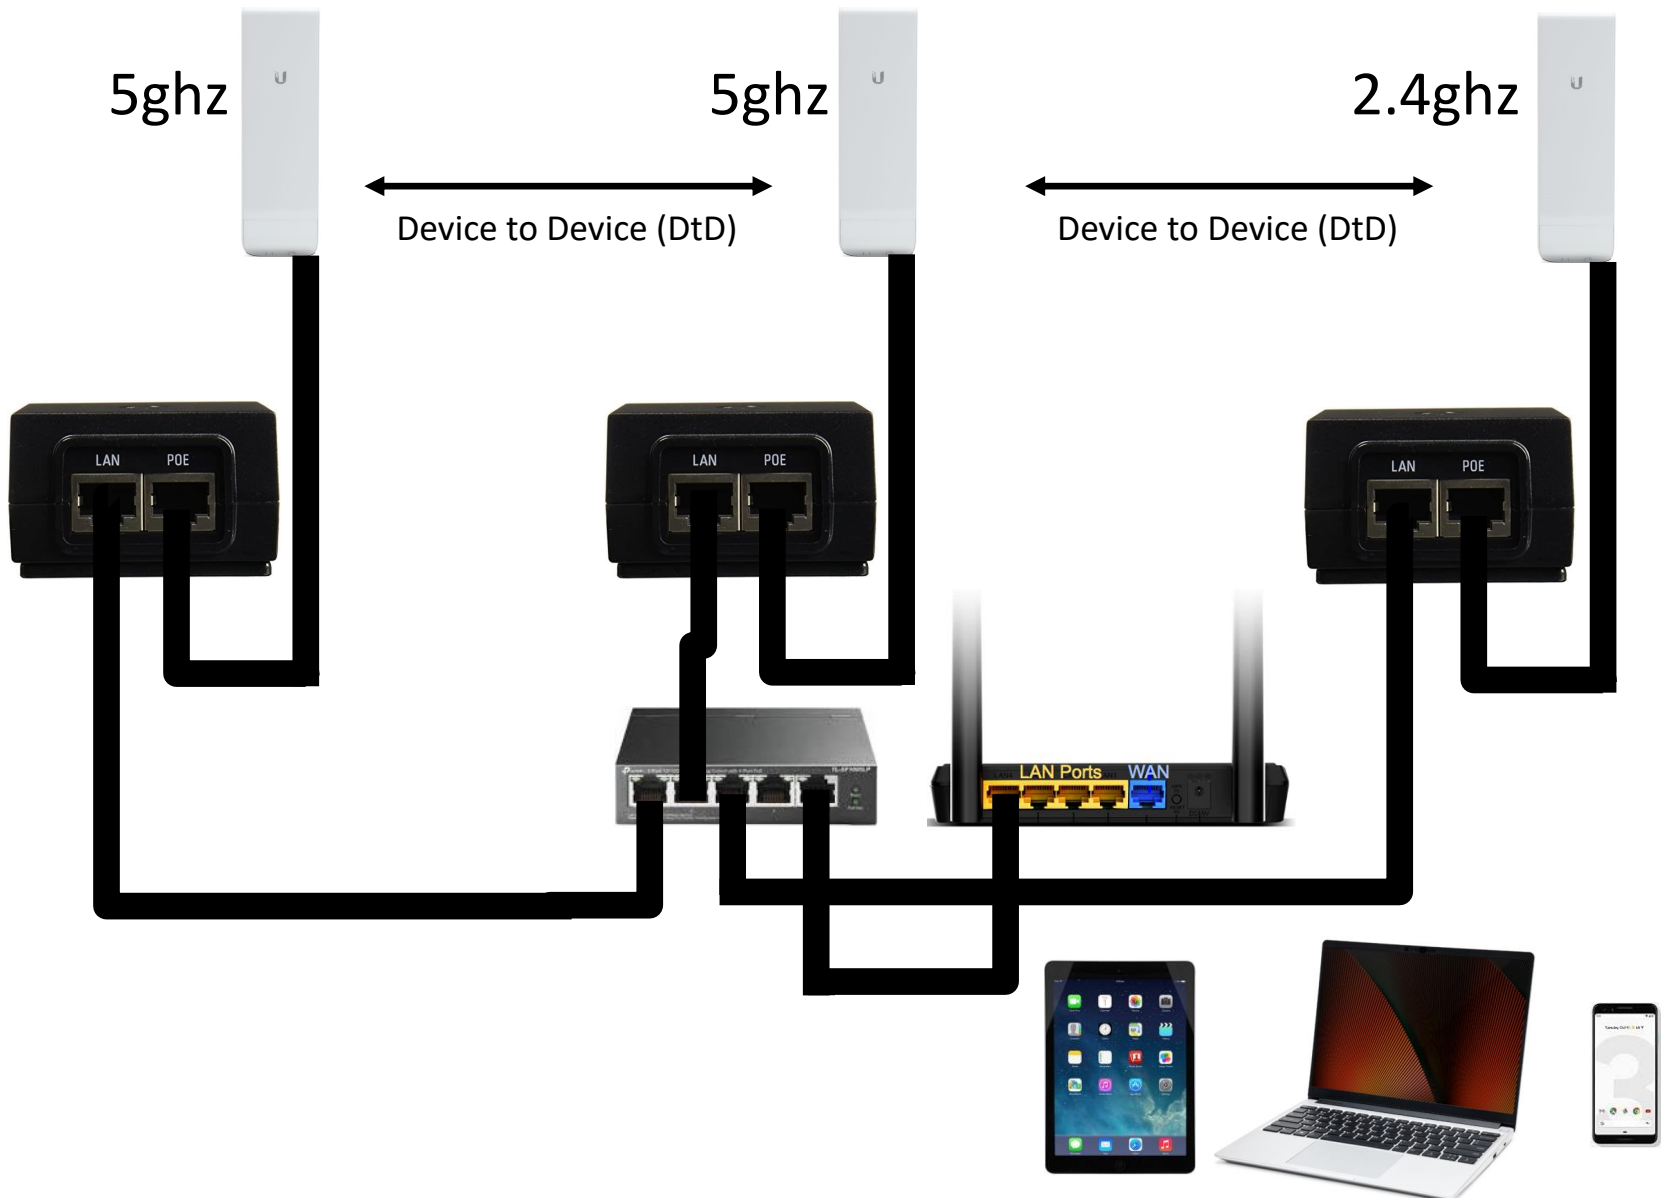 5ghz
5ghz
2.4ghz
Device to Device (DtD)
Device to Device (DtD)
LAN POE
LAN POE
LAN POE
LAN Ports WAN
3